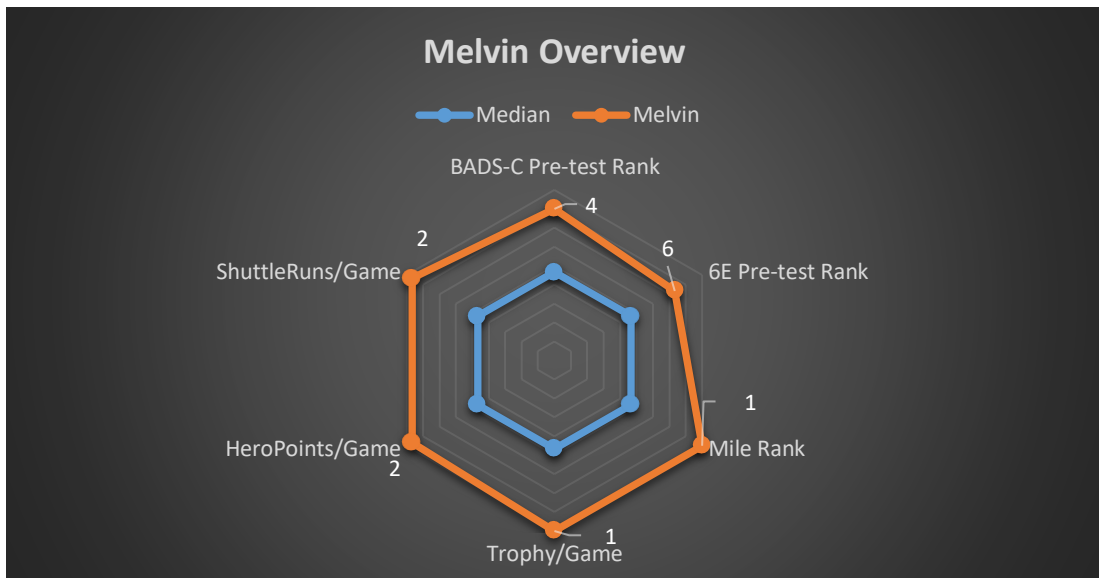 Melvin Overview
Median Melvin
BADS-C Pre-test Rank
4
2
6
ShuttleRuns/Game
6E Pre-test Rank
1
HeroPoints/Game
Mile Rank
2
1
Trophy/Game